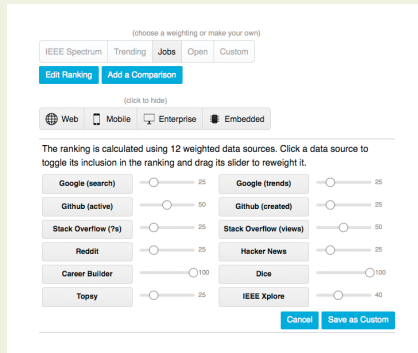 (choose a weighting or make your own)
IEEE Spectrum Trending Jobs Open Custom
Edit Ranking Add a Comparison
(click to hide)
Web Mobile Enterprise Embedded
The ranking is calculated using 12 weighted data sources. Click a data source to
toggle its inclusion in the ranking and drag its slider to reweight it.
Google (search) 25 Google (trends) 25
Github (active) 50 Github (created) 25
Stack Overflow (?s) 25 Stack Overflow (views) 50
Reddit 25 Hacker News 25
Career Builder 100 Dice 100
Topsy 25 IEEE Xplore 40
Cancel Save as Custom